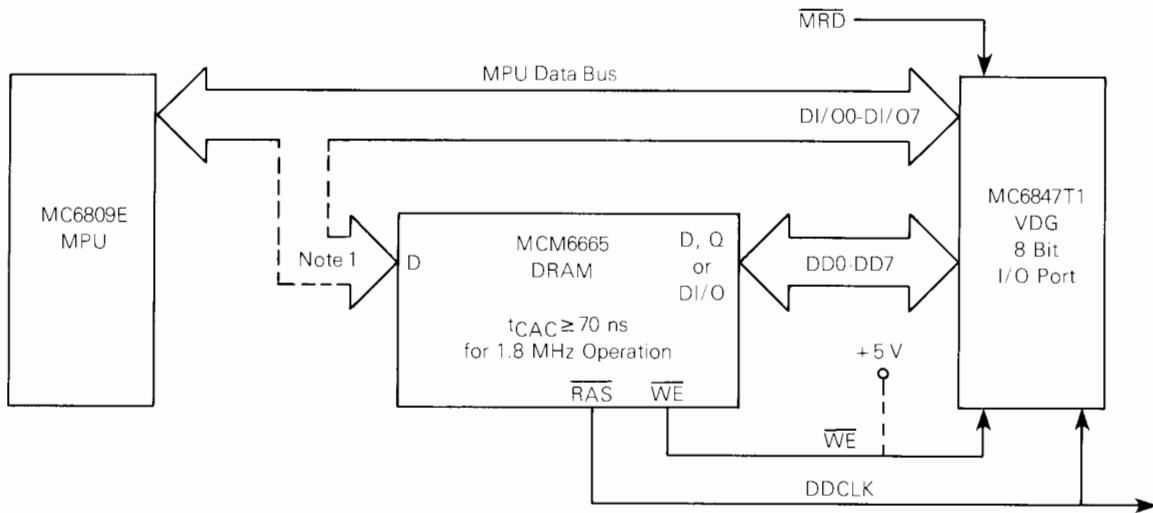 MRD
MPU Data Bus
DI/O0-DI/O7
MC6809E
MPU
Note 1
D
MCM6665
DRAM
D, Q
or
DI/O
tCAC ≥ 70 ns
for 1.8 MHz Operation
RAS
WE
DD0-DD7
MC6847T1
VDG
8 Bit
I/O Port
+5 V
WE
DDCLK